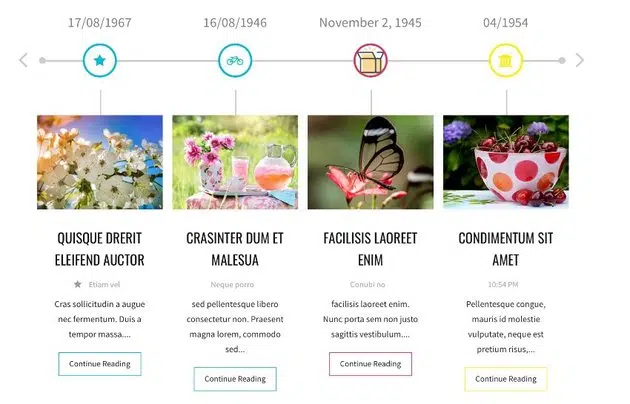 17/08/1967
16/08/1946
November 2, 1945
04/1954
QUISQUE DRERIT
ELEIFEND AUCTOR
Etiam vel
Cras sollicitudin a augue
nec fermentum. Duis a
tempor massa....
Continue Reading
CRASINTER DUM ET
MALESUA
Neque porro
sed pellentesque libero
consectetur non. Praesent
magna lorem, commodo
sed...
Continue Reading
FACILISIS LAOREET
ENIM
Conubi no
facilisis laoreet enim.
Nunc porta sem non justo
sagittis vestibulum....
Continue Reading
CONDIMENTUM SIT
AMET
10:54 PM
Pellentesque congue,
mauris id molestie
vulputate, neque est
pretium risus,...
Continue Reading